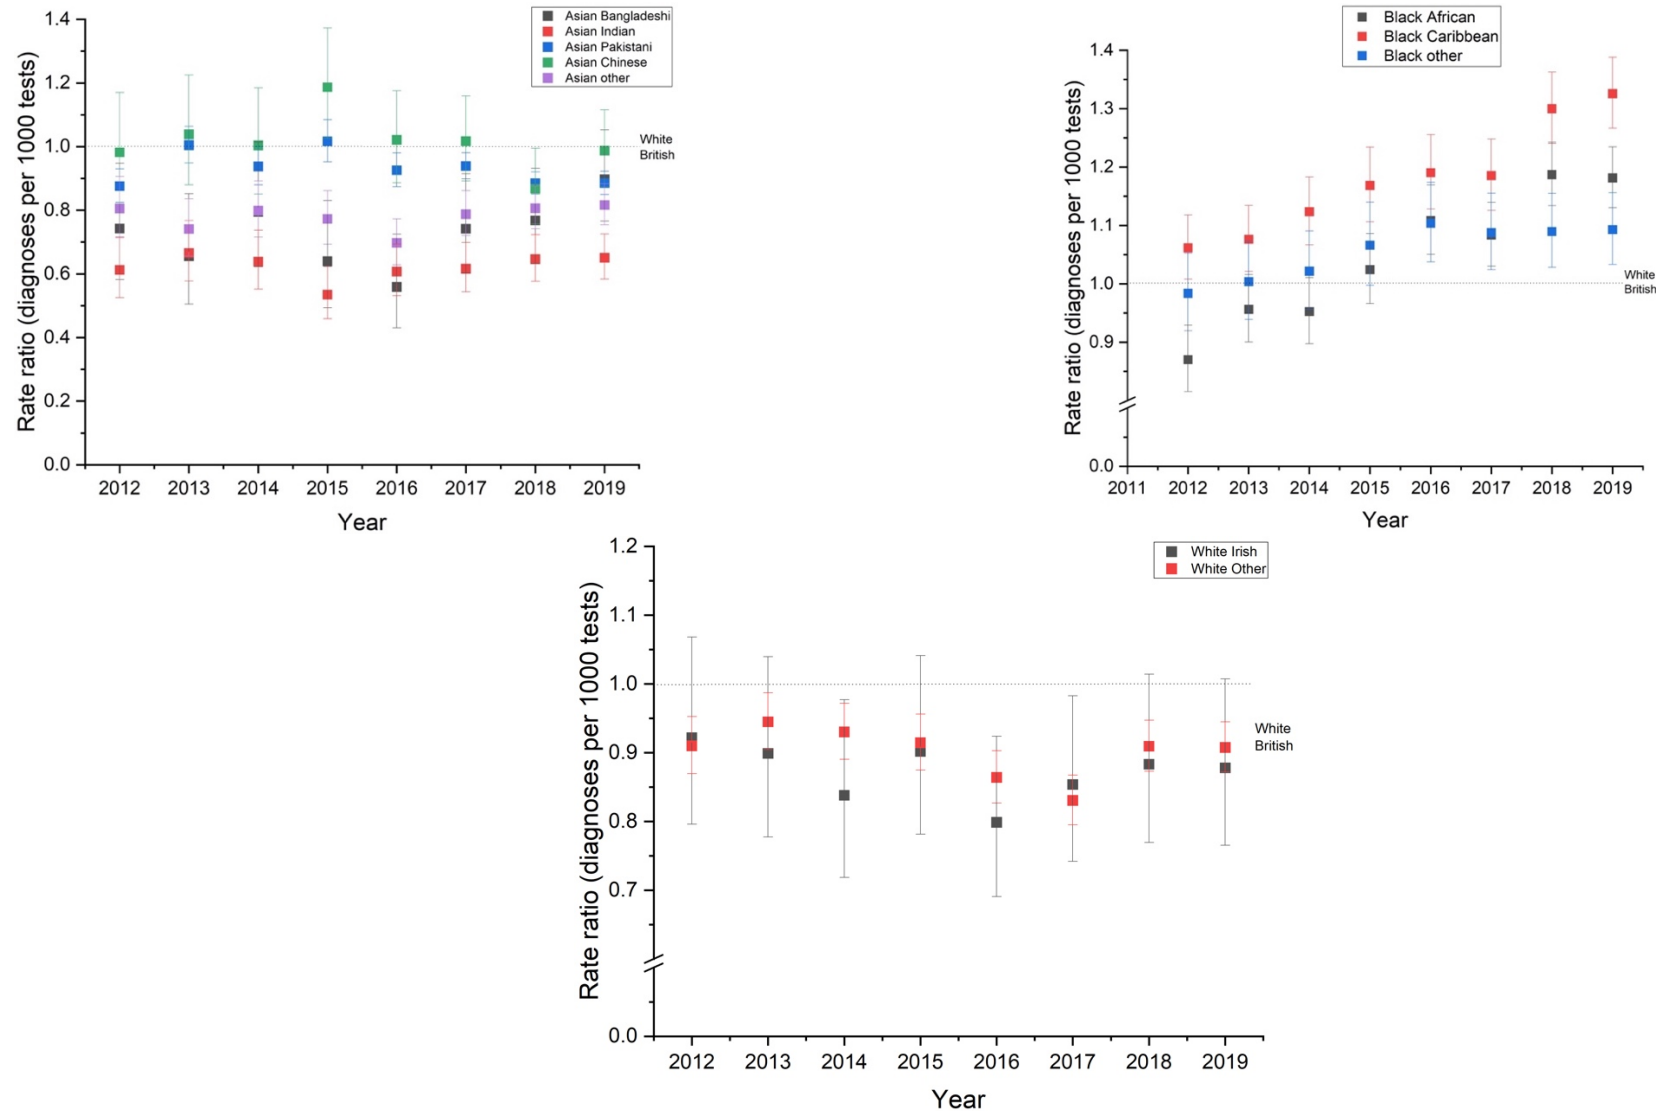 Asian Bangladeshi
Asian Indian
Asian Pakistani
Asian Chinese
Asian other
Rate ratio (diagnoses per 1000 tests)
1.4
1.2
1.0
0.8
0.6
0.4
0.2
0.0
White
British
2012 2013 2014 2015 2016 2017 2018 2019
Year
Black African
Black Caribbean
Black other
Rate ratio (diagnoses per 1000 tests)
1.4
1.3
1.2
1.1
1.0
0.9
0.0
White
British
2011 2012 2013 2014 2015 2016 2017 2018 2019
Year
White Irish
White Other
Rate ratio (diagnoses per 1000 tests)
1.2
1.1
1.0
0.9
0.8
0.7
0.0
White
British
2012 2013 2014 2015 2016 2017 2018 2019
Year